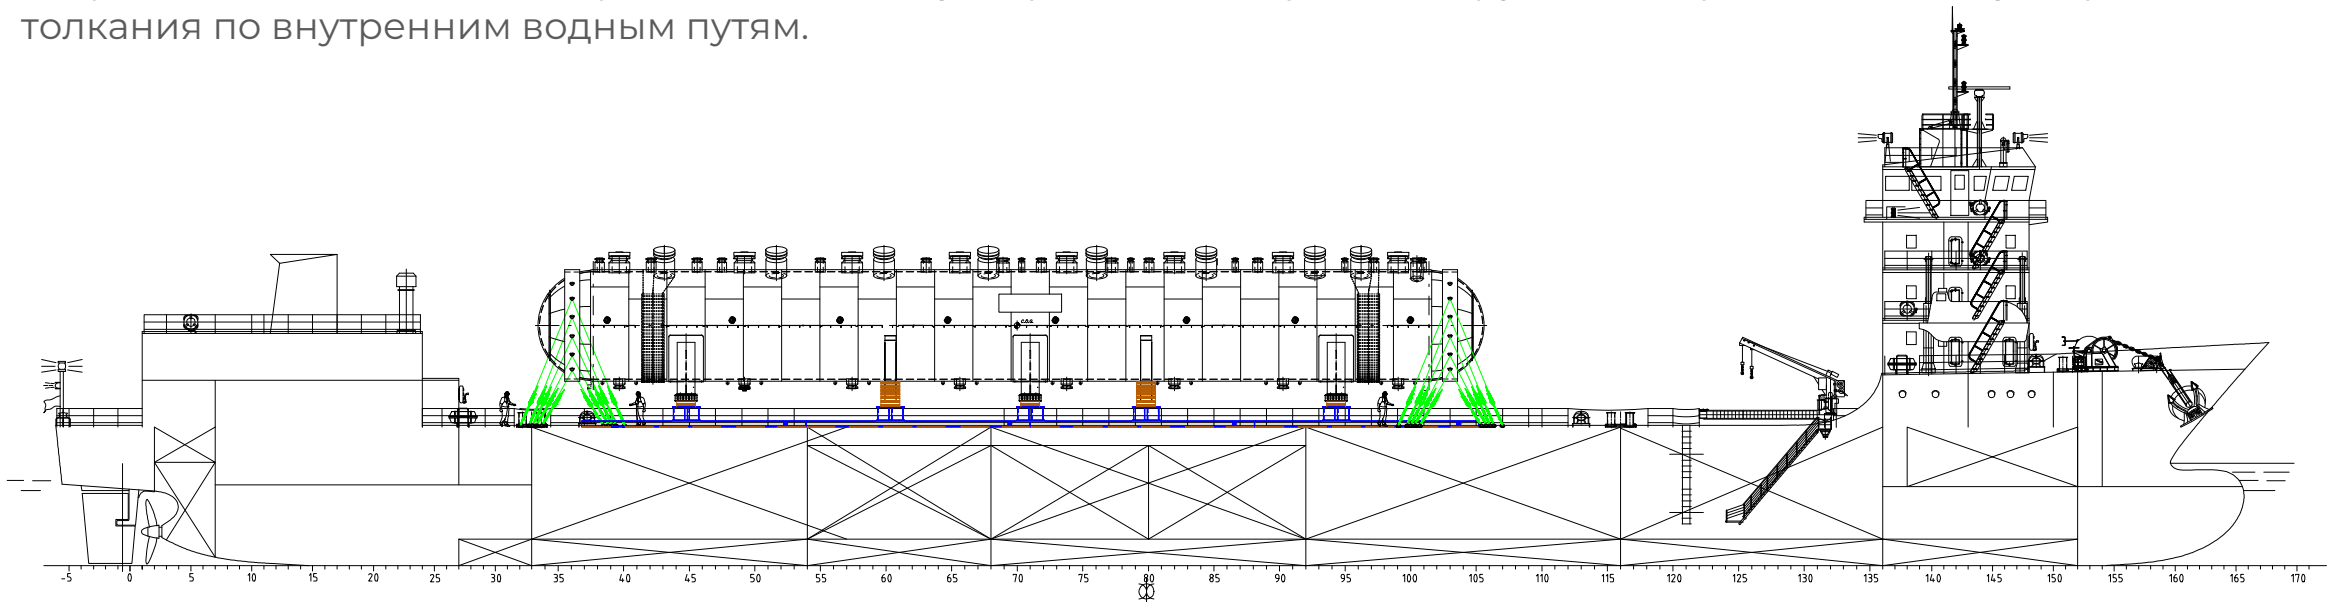 толкания по внутренним водным путям.
C.O.G.
-5 0 5 10 15 20 25 30 35 40 45 50 55 60 65 70 75 80 85 90 95 100 105 110 115 120 125 130 135 140 145 150 155 160 165 170